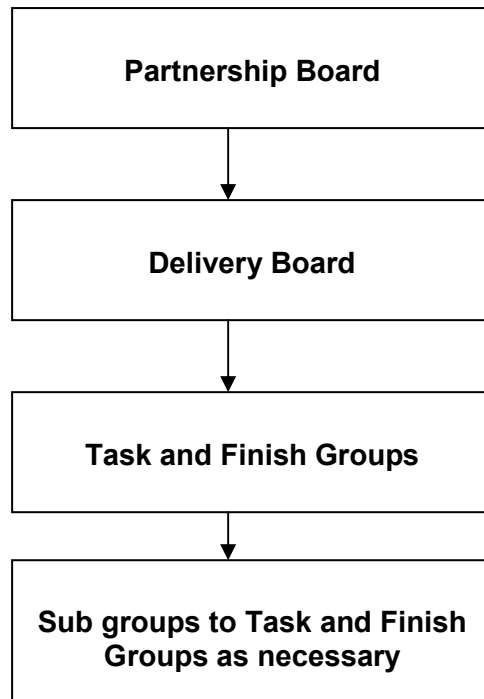 Partnership Board
Delivery Board
Task and Finish Groups
Sub groups to Task and Finish
Groups as necessary